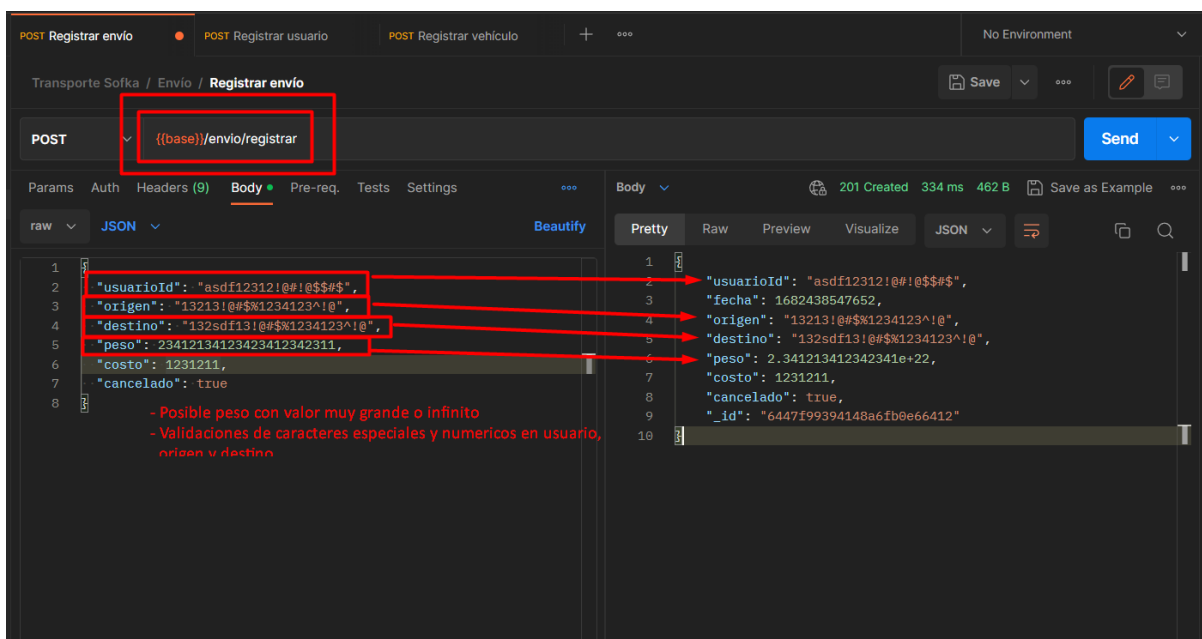 POST Registrar envío POST Registrar usuario POST Registrar vehículo No Environment
Transporte Sofka / Envío / Registrar envío Save
POST {{base}}/envio/registrar Send
Params Auth Headers (9) Body Pre-req. Tests Settings
Body 201 Created 334 ms 462 B Save as Example
raw JSON Beautify
Pretty Raw Preview Visualize JSON
1 {
2 "usuarioId": "asdf12312!@#!@$$#$",
3 "origen": "13213!@#$%1234123^!@",
4 "destino": "132sdf13!@#$%1234123^!@",
5 "peso": 23412134123423412342311,
6 "costo": 1231211,
7 "cancelado": true
8 }
- Posible peso con valor muy grande o infinito
- Validaciones de caracteres especiales y numericos en usuario,
origen y destino
1 {
2 "usuarioId": "asdf12312!@#!@$$#$",
3 "fecha": 1682438547652,
4 "origen": "13213!@#$%1234123^!@",
5 "destino": "132sdf13!@#$%1234123^!@",
6 "peso": 2.341213412342341e+22,
7 "costo": 1231211,
8 "cancelado": true,
9 "_id": "6447f99394148a6fb0e66412"
10 }